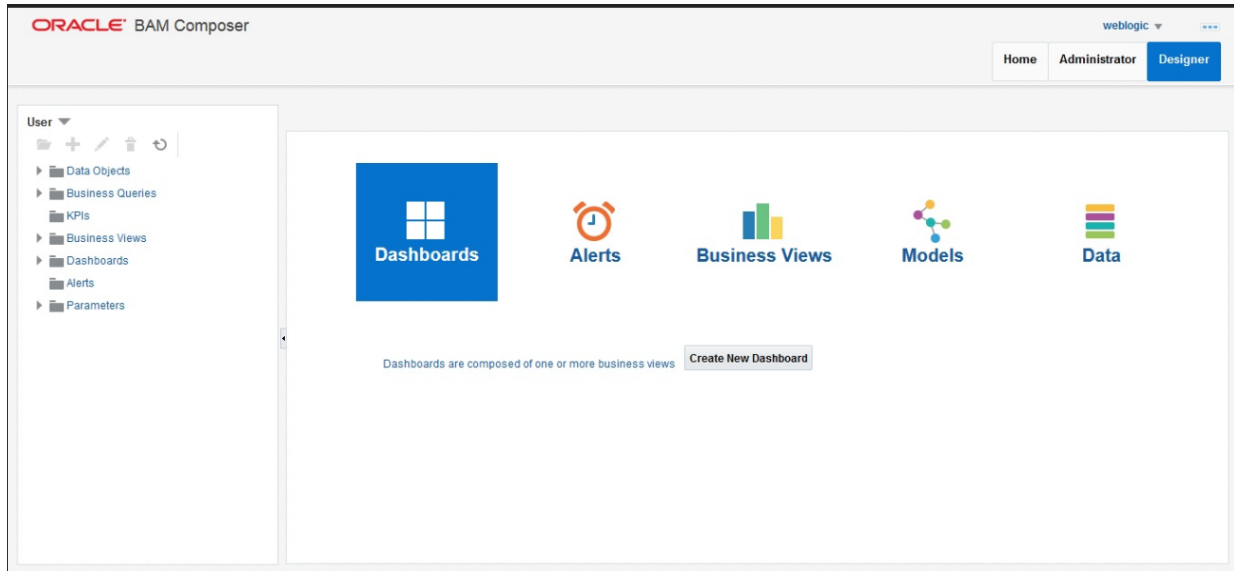 ORACLE® BAM Composer
weblogic
Home Administrator Designer
User
Data Objects
Business Queries
KPIs
Business Views
Dashboards
Alerts
Parameters
Dashboards Alerts Business Views Models Data
Dashboards are composed of one or more business views Create New Dashboard